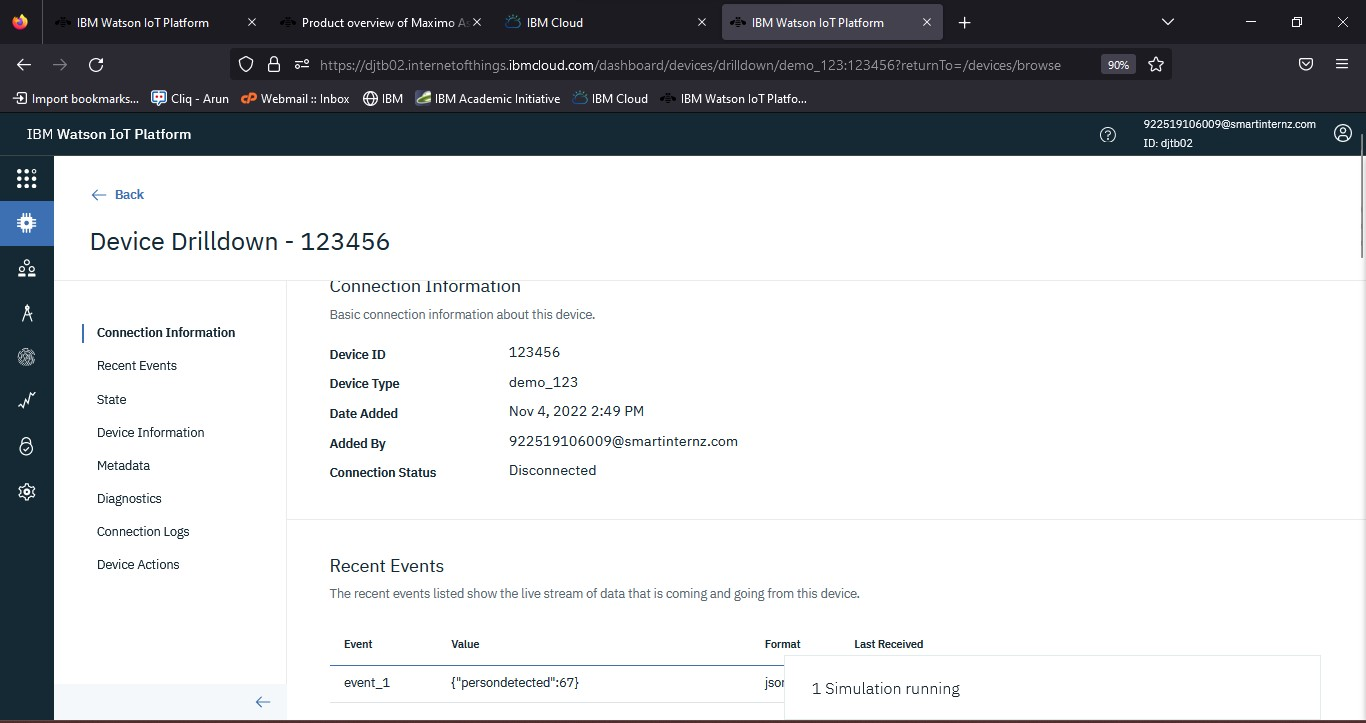 IBM Watson IoT Platform
Product overview of Maximo As
IBM Cloud
IBM Watson IoT Platform
https://djtb02.internetofthings.ibmcloud.com/dashboard/devices/drilldown/demo_123:123456?returnTo=/devices/browse
90%
Import bookmarks...
Cliq - Arun
Webmail :: Inbox
IBM
IBM Academic Initiative
IBM Cloud
IBM Watson IoT Platfo...
IBM Watson IoT Platform
922519106009@smartinternz.com
ID: djtb02
Back
Device Drilldown - 123456
Connection Information
Recent Events
State
Device Information
Metadata
Diagnostics
Connection Logs
Device Actions
Connection Information
Basic connection information about this device.
Device ID 123456
Device Type demo_123
Date Added Nov 4, 2022 2:49 PM
Added By 922519106009@smartinternz.com
Connection Status Disconnected
Recent Events
The recent events listed show the live stream of data that is coming and going from this device.
Event Value Format Last Received
event_1 {"persondetected":67}
1 Simulation running